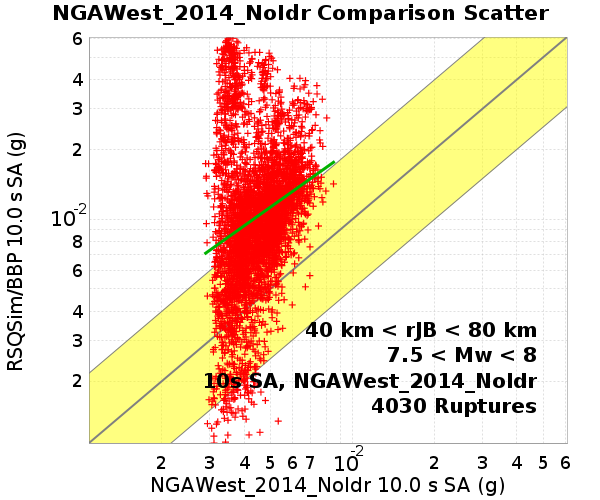 NGAWest_2014_NoIdr Comparison Scatter
6
4
3
2
10-2
8
6
4
3
2
RSQSim/BBP 10.0 s SA (g)
40 km < rJB < 80 km
7.5 < Mw < 8
10s SA, NGAWest_2014_NoIdr
4030 Ruptures
2 3 4 5 6 7 10-2 2 3 4 5 6
NGAWest_2014_NoIdr 10.0 s SA (g)